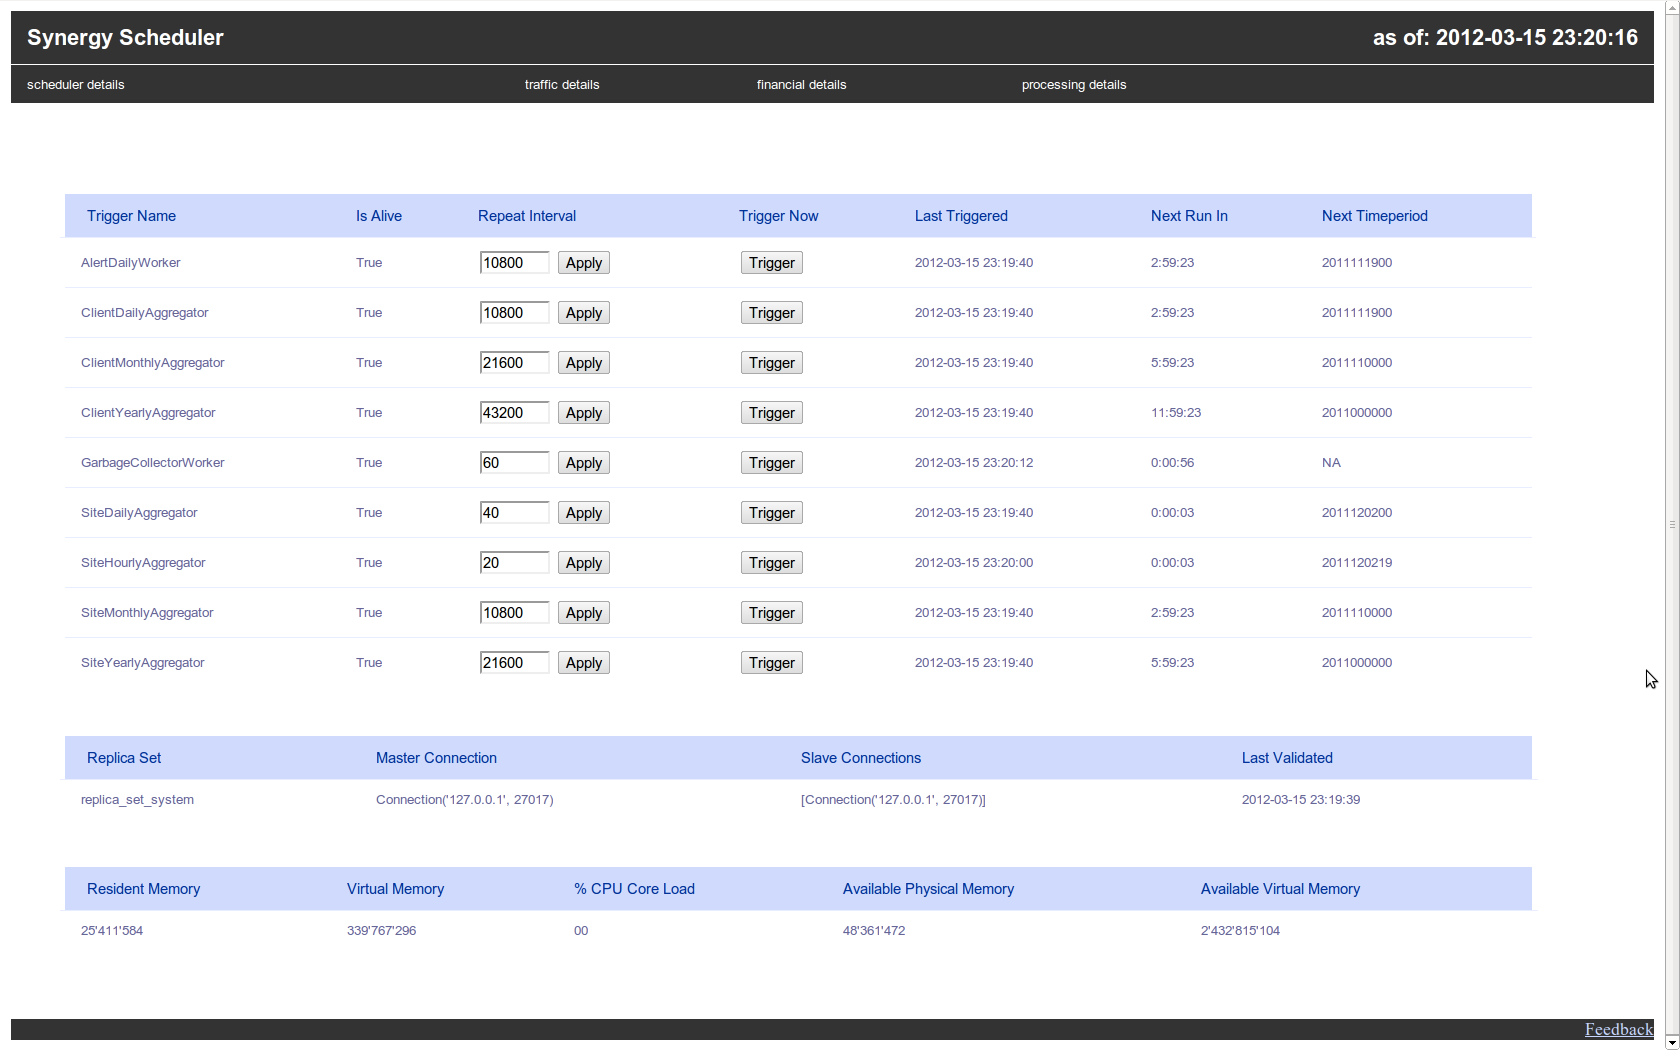 Synergy Scheduler as of: 2012-03-15 23:20:16
scheduler details traffic details financial details processing details
Trigger Name Is Alive Repeat Interval Trigger Now Last Triggered Next Run In Next Timeperiod
AlertDailyWorker True 10800 Apply Trigger 2012-03-15 23:19:40 2:59:23 2011111900
ClientDailyAggregator True 10800 Apply Trigger 2012-03-15 23:19:40 2:59:23 2011111900
ClientMonthlyAggregator True 21600 Apply Trigger 2012-03-15 23:19:40 5:59:23 2011110000
ClientYearlyAggregator True 43200 Apply Trigger 2012-03-15 23:19:40 11:59:23 2011000000
GarbageCollectorWorker True 60 Apply Trigger 2012-03-15 23:20:12 0:00:56 NA
SiteDailyAggregator True 40 Apply Trigger 2012-03-15 23:19:40 0:00:03 2011120200
SiteHourlyAggregator True 20 Apply Trigger 2012-03-15 23:20:00 0:00:03 2011120219
SiteMonthlyAggregator True 10800 Apply Trigger 2012-03-15 23:19:40 2:59:23 2011110000
SiteYearlyAggregator True 21600 Apply Trigger 2012-03-15 23:19:40 5:59:23 2011000000
Replica Set Master Connection Slave Connections Last Validated
replica_set_system Connection('127.0.0.1', 27017) [Connection('127.0.0.1', 27017)] 2012-03-15 23:19:39
Resident Memory Virtual Memory % CPU Core Load Available Physical Memory Available Virtual Memory
25'411'584 339'767'296 00 48'361'472 2'432'815'104
Feedback